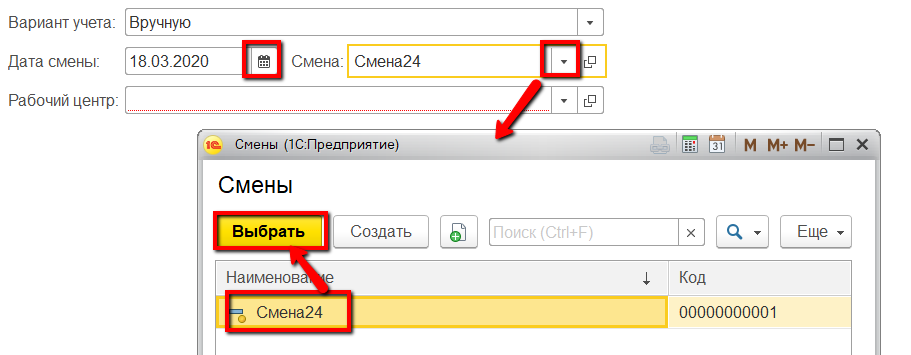 Вариант учета: Вручную
Дата смены: 18.03.2020 Смена: Смена24
Рабочий центр:
1С Смены (1С:Предприятие) 31 M M+ M−
Смены
Выбрать Создать Поиск (Ctrl+F) × Еще
Наименование ↓ Код
Смена24 00000000001